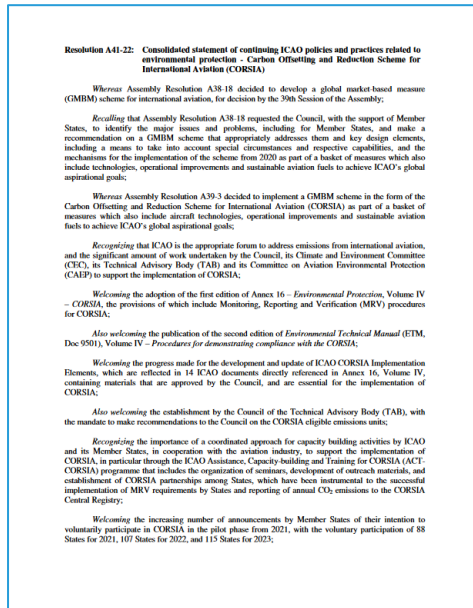 Resolution A41-22: Consolidated statement of continuing ICAO policies and practices related to
environmental protection - Carbon Offsetting and Reduction Scheme for
International Aviation (CORSIA)
Whereas Assembly Resolution A38-18 decided to develop a global market-based measure
(GMBM) scheme for international aviation, for decision by the 39th Session of the Assembly;
Recalling that Assembly Resolution A38-18 requested the Council, with the support of Member
States, to identify the major issues and problems, including for Member States, and make a
recommendation on a GMBM scheme that appropriately addresses them and key design elements,
including a means to take into account special circumstances and respective capabilities, and the
mechanisms for the implementation of the scheme from 2020 as part of a basket of measures which also
include technologies, operational improvements and sustainable aviation fuels to achieve ICAO's global
aspirational goals;
Whereas Assembly Resolution A39-3 decided to implement a GMBM scheme in the form of the
Carbon Offsetting and Reduction Scheme for International Aviation (CORSIA) as part of a basket of
measures which also include aircraft technologies, operational improvements and sustainable aviation
fuels to achieve ICAO's global aspirational goals;
Recognizing that ICAO is the appropriate forum to address emissions from international aviation,
and the significant amount of work undertaken by the Council, its Climate and Environment Committee
(CEC), its Technical Advisory Body (TAB) and its Committee on Aviation Environmental Protection
(CAEP) to support the implementation of CORSIA;
Welcoming the adoption of the first edition of Annex 16 – Environmental Protection, Volume IV
– CORSIA, the provisions of which include Monitoring, Reporting and Verification (MRV) procedures
for CORSIA;
Also welcoming the publication of the second edition of Environmental Technical Manual (ETM,
Doc 9501), Volume IV – Procedures for demonstrating compliance with the CORSIA;
Welcoming the progress made for the development and update of ICAO CORSIA Implementation
Elements, which are reflected in 14 ICAO documents directly referenced in Annex 16, Volume IV,
containing materials that are approved by the Council, and are essential for the implementation of
CORSIA;
Also welcoming the establishment by the Council of the Technical Advisory Body (TAB), with
the mandate to make recommendations to the Council on the CORSIA eligible emissions units;
Recognizing the importance of a coordinated approach for capacity building activities by ICAO
and its Member States, in cooperation with the aviation industry, to support the implementation of
CORSIA, in particular through the ICAO Assistance, Capacity-building and Training for CORSIA (ACT-
CORSIA) programme that includes the organization of seminars, development of outreach materials, and
establishment of CORSIA partnerships among States, which have been instrumental to the successful
implementation of MRV requirements by States and reporting of annual CO₂ emissions to the CORSIA
Central Registry;
Welcoming the increasing number of announcements by Member States of their intention to
voluntarily participate in CORSIA in the pilot phase from 2021, with the voluntary participation of 88
States for 2021, 107 States for 2022, and 115 States for 2023;